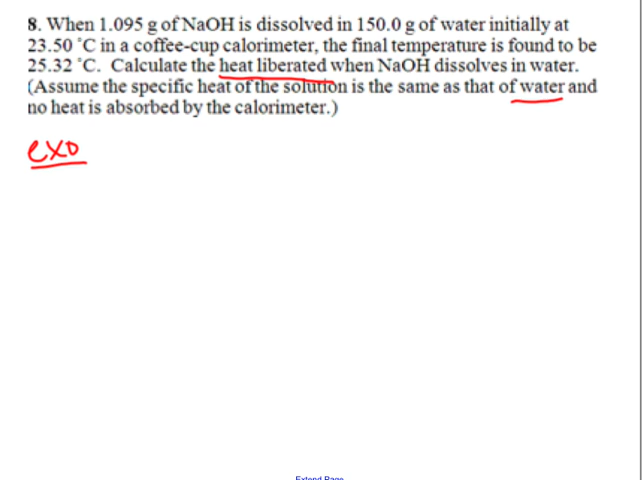 8. When 1.095 g of NaOH is dissolved in 150.0 g of water initially at
23.50 ˚C in a coffee-cup calorimeter, the final temperature is found to be
25.32 ˚C.  Calculate the heat liberated when NaOH dissolves in water.
(Assume the specific heat of the solution is the same as that of water and
no heat is absorbed by the calorimeter.)
exo
Extend Page